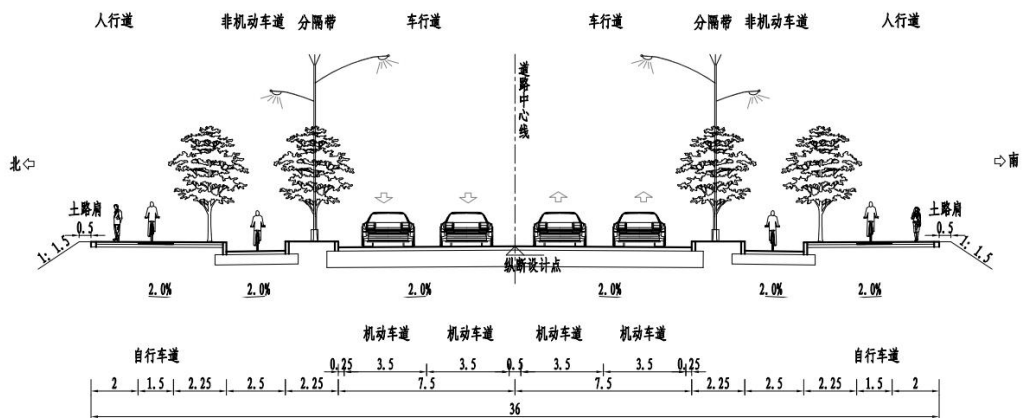 人行道 非机动车道 分隔带 车行道 车行道 分隔带 非机动车道 人行道
道路中心线
北 南
土路肩 土路肩
0.5 0.5
1: 1.5 1: 1.5
纵断设计点
2.0% 2.0% 2.0% 2.0% 2.0% 2.0%
机动车道 机动车道 机动车道 机动车道
自行车道 0.25 3.5 3.5 0.5 3.5 3.5 0.25 自行车道
2 1.5 2.25 2.5 2.25 7.5 7.5 2.25 2.5 2.25 1.5 2
36